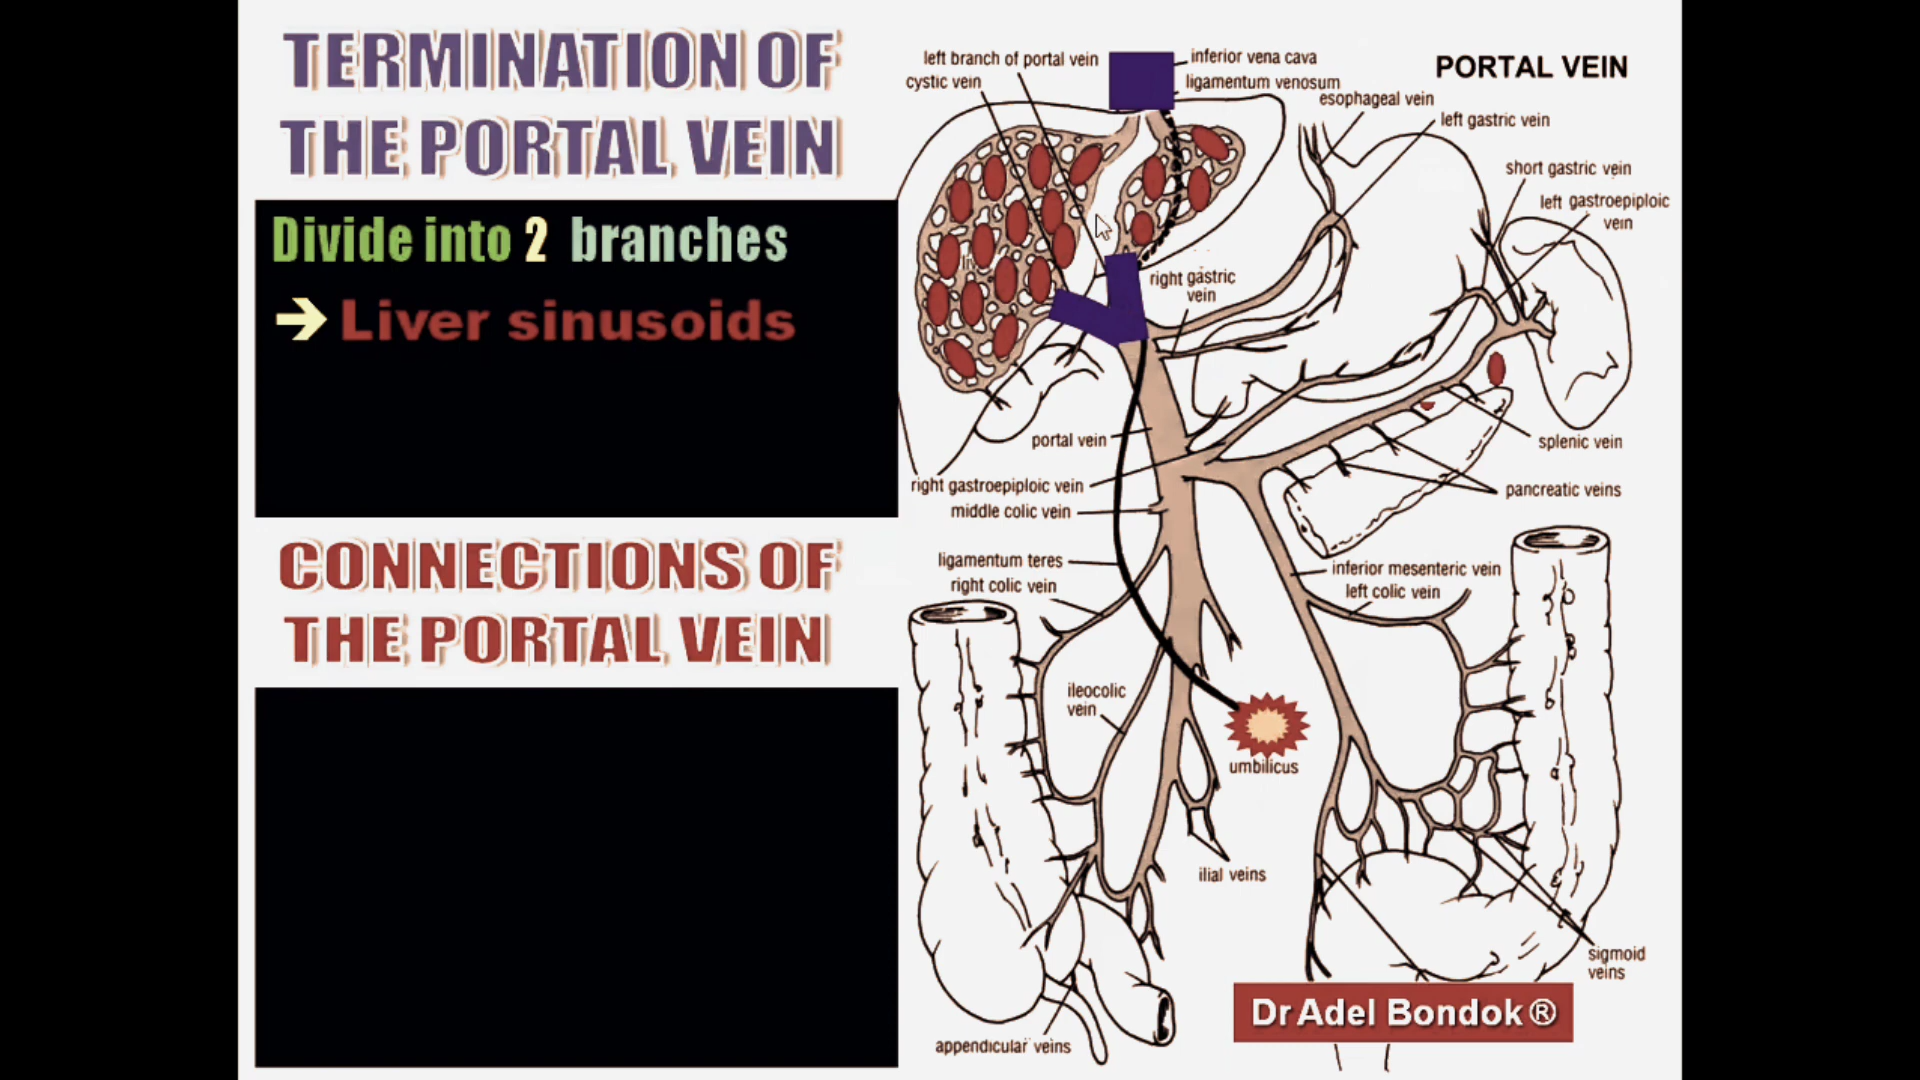 TERMINATION OF
THE PORTAL VEIN
Divide into 2 branches
➔ Liver sinusoids
CONNECTIONS OF
THE PORTAL VEIN
PORTAL VEIN
left branch of portal vein
cystic vein
inferior vena cava
ligamentum venosum
esophageal vein
left gastric vein
short gastric vein
left gastroepiploic
vein
right gastric
vein
portal vein
splenic vein
right gastroepiploic vein
pancreatic veins
middle colic vein
ligamentum teres
right colic vein
inferior mesenteric vein
left colic vein
ileocolic
vein
umbilicus
ilial veins
sigmoid
veins
appendicular veins
Dr Adel Bondok ®